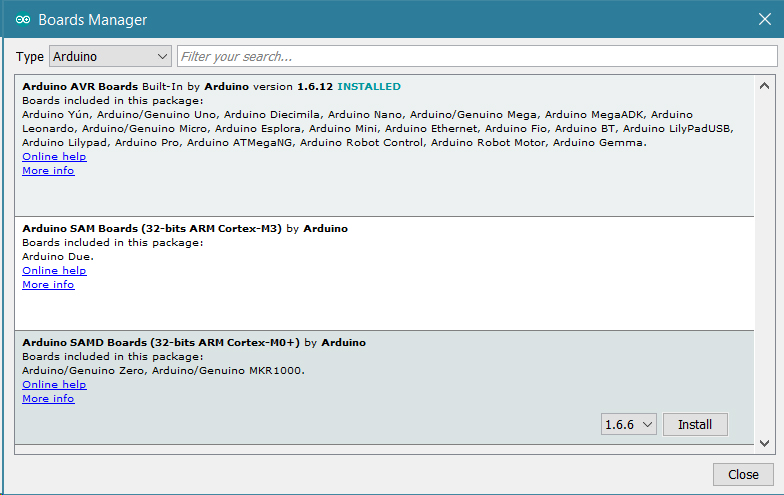 Boards Manager
Type Arduino Filter your search...
Arduino AVR Boards Built-In by Arduino version 1.6.12 INSTALLED
Boards included in this package:
Arduino Yún, Arduino/Genuino Uno, Arduino Diecimila, Arduino Nano, Arduino/Genuino Mega, Arduino MegaADK, Arduino
Leonardo, Arduino/Genuino Micro, Arduino Esplora, Arduino Mini, Arduino Ethernet, Arduino Fio, Arduino BT, Arduino LilyPadUSB,
Arduino Lilypad, Arduino Pro, Arduino ATMegaNG, Arduino Robot Control, Arduino Robot Motor, Arduino Gemma.
Online help
More info
Arduino SAM Boards (32-bits ARM Cortex-M3) by Arduino
Boards included in this package:
Arduino Due.
Online help
More info
Arduino SAMD Boards (32-bits ARM Cortex-M0+) by Arduino
Boards included in this package:
Arduino/Genuino Zero, Arduino/Genuino MKR1000.
Online help
More info
1.6.6 Install
Close